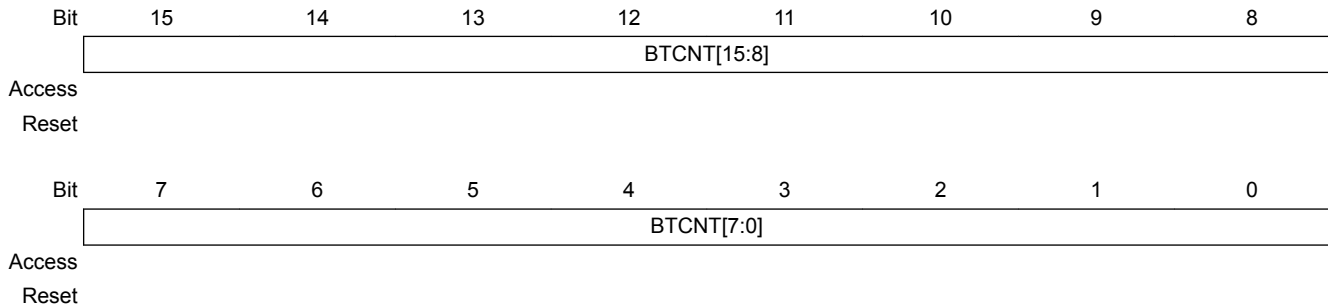 Bit 15 14 13 12 11 10 9 8
BTCNT[15:8]
Access
Reset
Bit 7 6 5 4 3 2 1 0
BTCNT[7:0]
Access
Reset